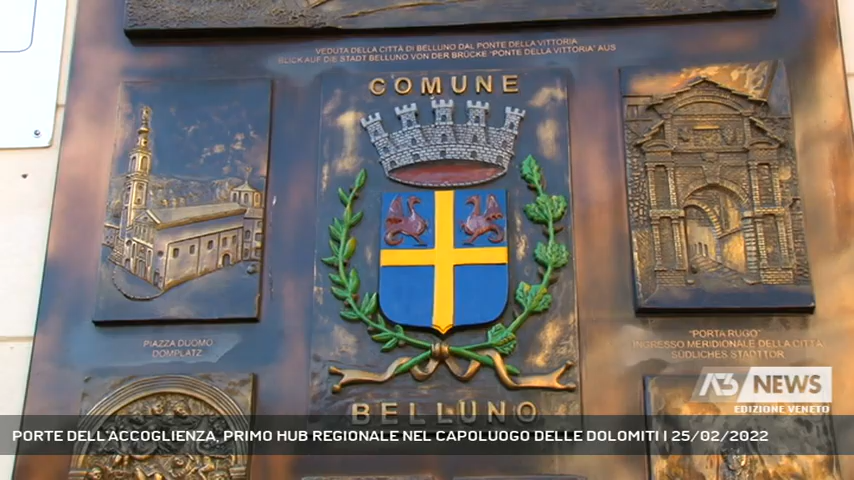 VEDUTA DELLA CITTÀ DI BELLUNO DAL PONTE DELLA VITTORIA
BLICK AUF DIE STADT BELLUNO VON DER BRÜCKE "PONTE DELLA VITTORIA" AUS
COMUNE
PIAZZA DUOMO
DOMPLATZ
"PORTA RUGO"
INGRESSO MERIDIONALE DELLA CITTÀ
SÜDLICHES STADTTOR
BELLUNO
A3 NEWS
EDIZIONE VENETO
PORTE DELL'ACCOGLIENZA, PRIMO HUB REGIONALE NEL CAPOLUOGO DELLE DOLOMITI | 25/02/2022